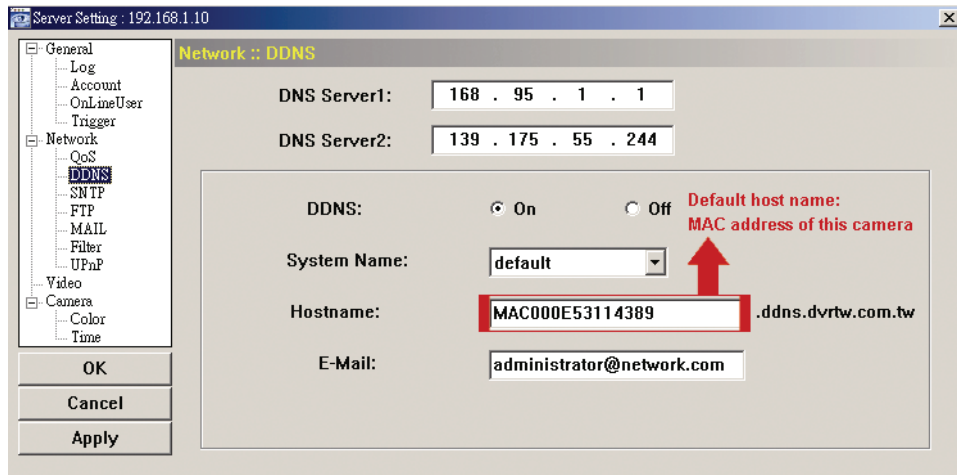 Server Setting : 192.168.1.10
General
Log
Account
OnLineUser
Trigger
Network
QoS
DDNS
SNTP
FTP
MAIL
Filter
UPnP
Video
Camera
Color
Time
OK
Cancel
Apply
Network :: DDNS
DNS Server1: 168 . 95 . 1 . 1
DNS Server2: 139 . 175 . 55 . 244
DDNS: On Off
Default host name:
MAC address of this camera
System Name: default
Hostname: MAC000E53114389 .ddns.dvrtw.com.tw
E-Mail: administrator@network.com